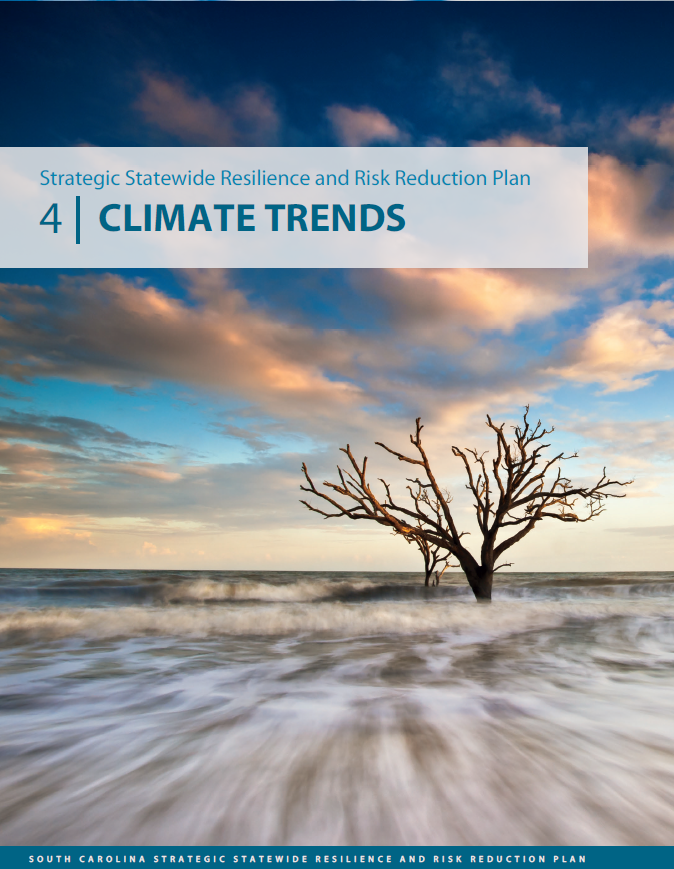 Strategic Statewide Resilience and Risk Reduction Plan
4 | CLIMATE TRENDS
SOUTH CAROLINA STRATEGIC STATEWIDE RESILIENCE AND RISK REDUCTION PLAN